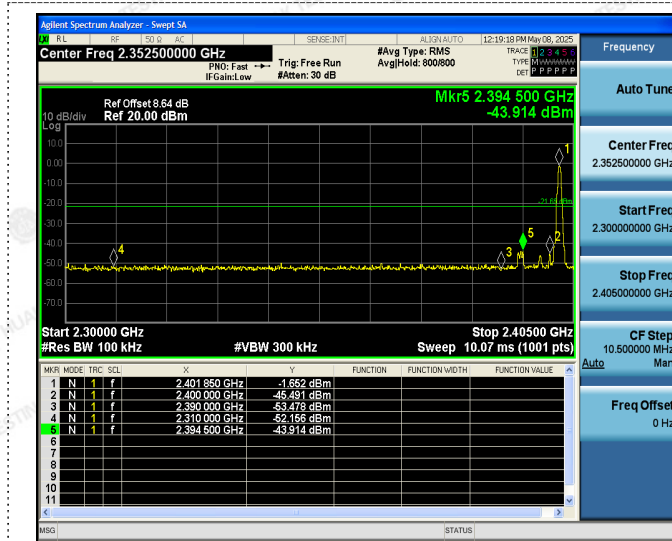 Agilent Spectrum Analyzer - Swept SA
LXI RL RF 50 Ω AC SENSE:INT ALIGN AUTO 12:19:18 PM May 08, 2025
Center Freq 2.352500000 GHz #Avg Type: RMS TRACE 1 2 3 4 5 6
PNO: Fast Trig: Free Run Avg|Hold: 800/800 TYPE M WWWWW
IFGain:Low #Atten: 30 dB DET P P P P P P
Ref Offset 8.64 dB Mkr5 2.394 500 GHz
10 dB/div Ref 20.00 dBm -43.914 dBm
Log
10.0
0.00
-10.0
-20.0
-30.0
-40.0
-50.0
-60.0
-70.0
1
5
2
3
4
Start 2.30000 GHz Stop 2.40500 GHz
#Res BW 100 kHz #VBW 300 kHz Sweep 10.07 ms (1001 pts)
MKR MODE TRC SCL X Y FUNCTION FUNCTION WIDTH FUNCTION VALUE
1 N 1 f 2.401 850 GHz -1.652 dBm
2 N 1 f 2.400 000 GHz -45.491 dBm
3 N 1 f 2.390 000 GHz -53.478 dBm
4 N 1 f 2.310 000 GHz -52.156 dBm
5 N 1 f 2.394 500 GHz -43.914 dBm
6
7
8
9
10
11
MSG STATUS
Frequency
Auto Tune
Center Freq
2.352500000 GHz
Start Freq
2.300000000 GHz
Stop Freq
2.405000000 GHz
CF Step
10.500000 MHz
Auto Man
Freq Offset
0 Hz